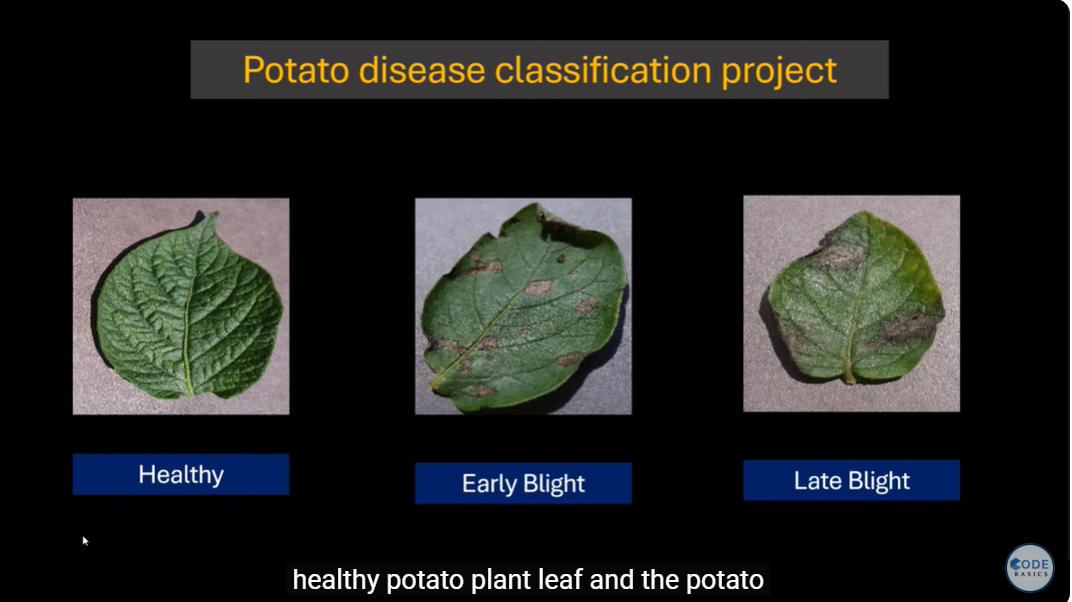 Potato disease classification project
Healthy
Early Blight
Late Blight
healthy potato plant leaf and the potato
CODE
BASICS